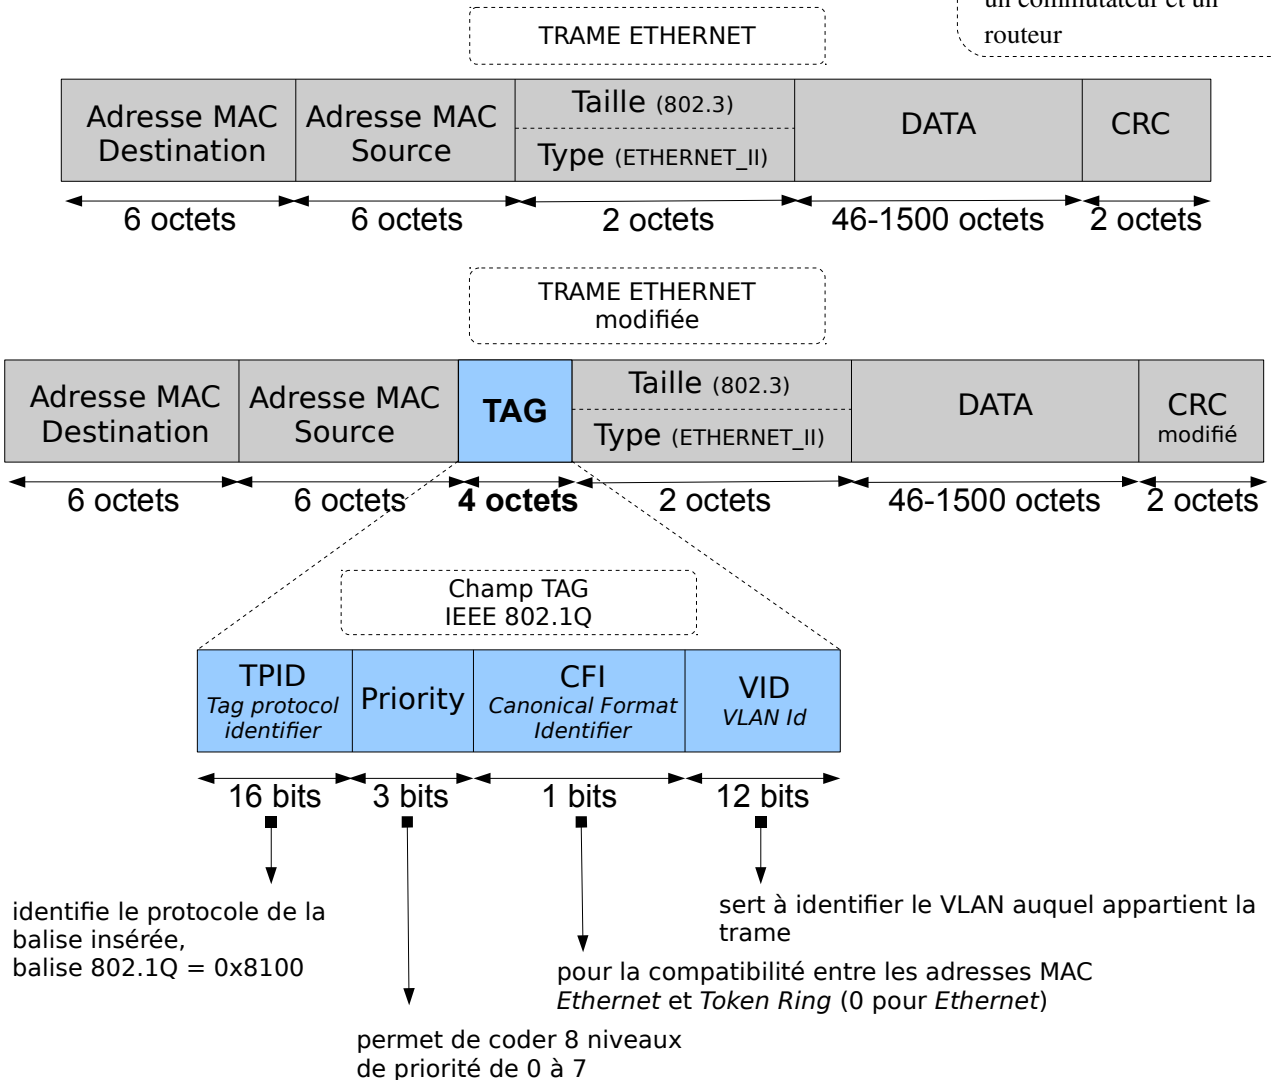 un commutateur et un
routeur
TRAME ETHERNET
Adresse MAC
Destination
Adresse MAC
Source
Taille (802.3)
Type (ETHERNET_II)
DATA
CRC
6 octets
6 octets
2 octets
46-1500 octets
2 octets
TRAME ETHERNET
modifiée
Adresse MAC
Destination
Adresse MAC
Source
TAG
Taille (802.3)
Type (ETHERNET_II)
DATA
CRC
modifié
6 octets
6 octets
4 octets
2 octets
46-1500 octets
2 octets
Champ TAG
IEEE 802.1Q
TPID
Tag protocol
identifier
Priority
CFI
Canonical Format
Identifier
VID
VLAN Id
16 bits
3 bits
1 bits
12 bits
identifie le protocole de la
balise insérée,
balise 802.1Q = 0x8100
sert à identifier le VLAN auquel appartient la
trame
pour la compatibilité entre les adresses MAC
Ethernet et Token Ring (0 pour Ethernet)
permet de coder 8 niveaux
de priorité de 0 à 7